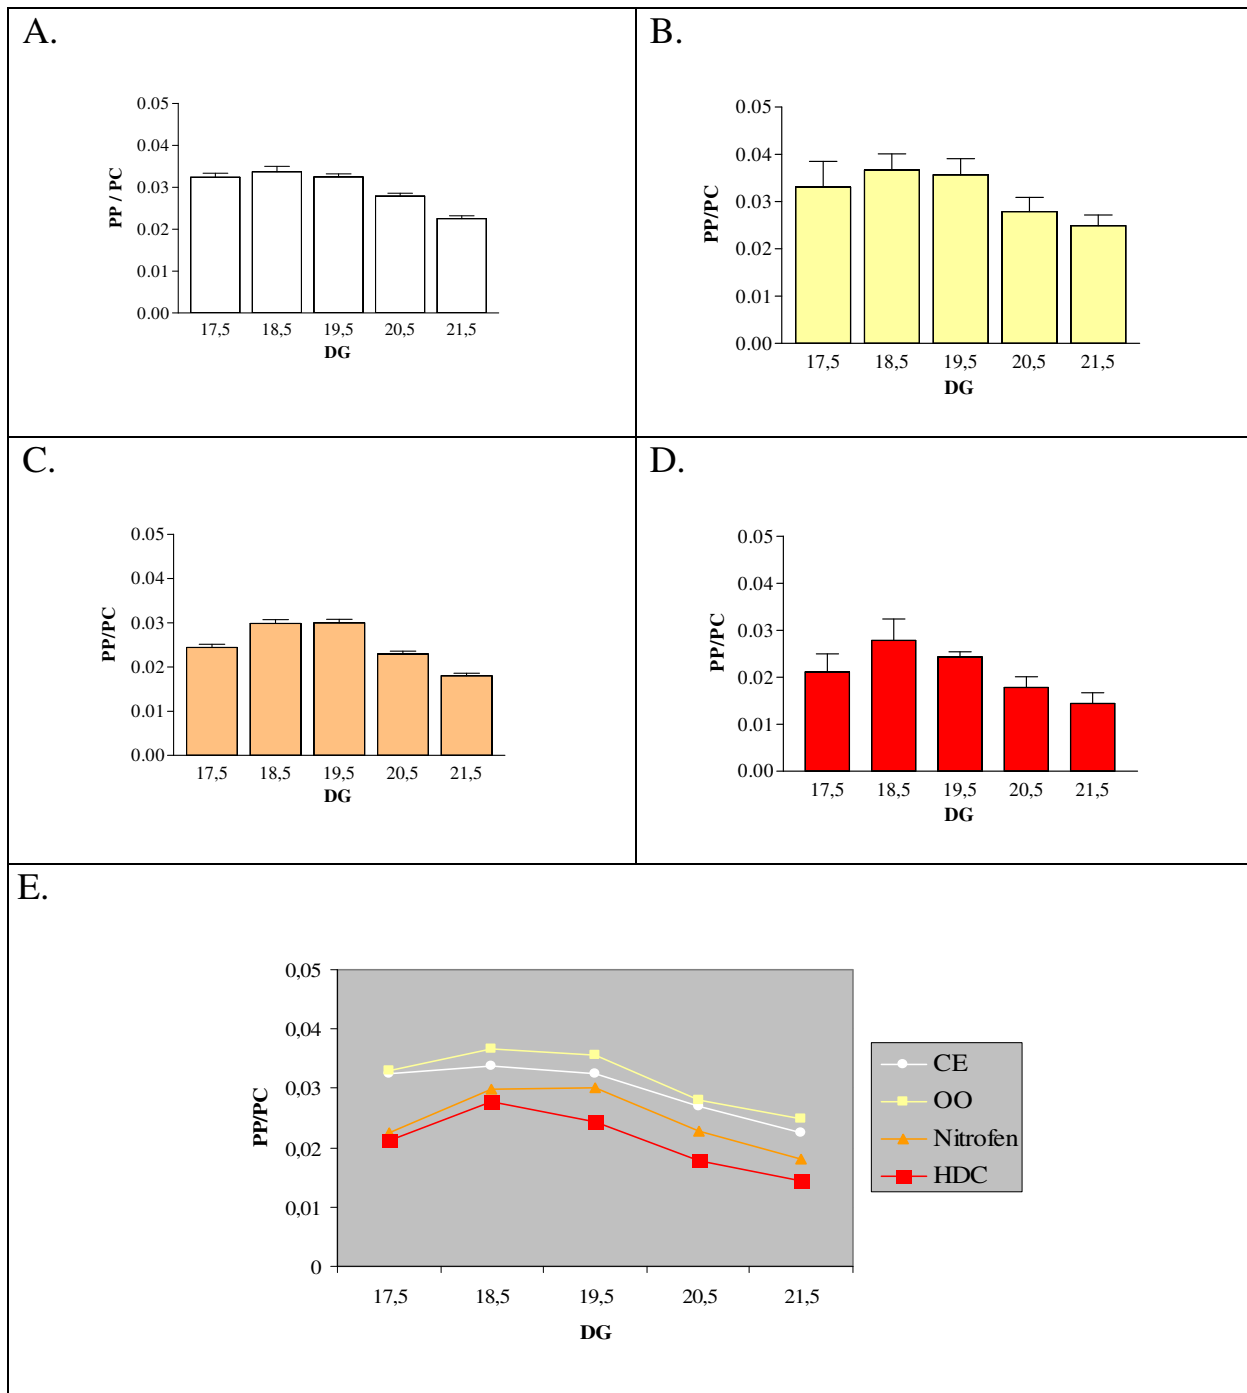 A.
0.05
0.04
0.03
0.02
0.01
0.00
PP / PC
17,5 18,5 19,5 20,5 21,5
DG
B.
0.05
0.04
0.03
0.02
0.01
0.00
PP/PC
17,5 18,5 19,5 20,5 21,5
DG
C.
0.05
0.04
0.03
0.02
0.01
0.00
PP/PC
17,5 18,5 19,5 20,5 21,5
DG
D.
0.05
0.04
0.03
0.02
0.01
0.00
PP/PC
17,5 18,5 19,5 20,5 21,5
DG
E.
0,05
0,04
0,03
0,02
0,01
0
PP/PC
17,5 18,5 19,5 20,5 21,5
DG
CE
OO
Nitrofen
HDC